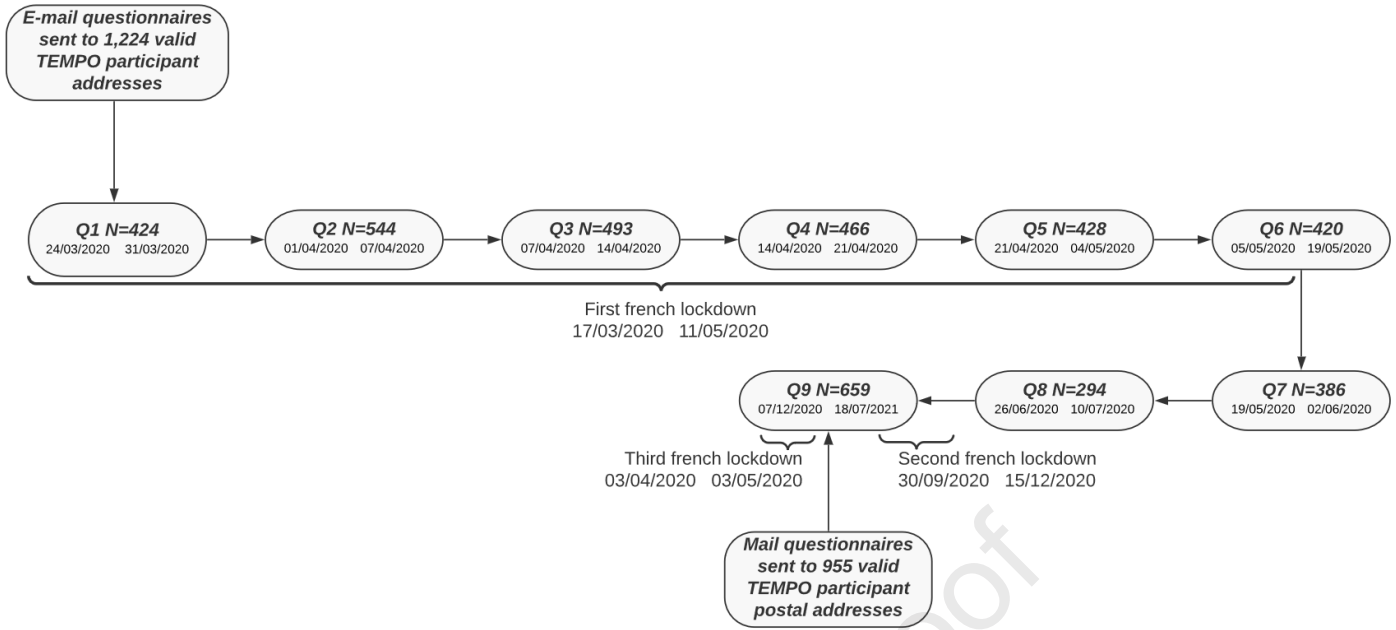 E-mail questionnaires
sent to 1,224 valid
TEMPO participant
addresses
Q1 N=424
24/03/2020 31/03/2020
Q2 N=544
01/04/2020 07/04/2020
Q3 N=493
07/04/2020 14/04/2020
Q4 N=466
14/04/2020 21/04/2020
Q5 N=428
21/04/2020 04/05/2020
Q6 N=420
05/05/2020 19/05/2020
First french lockdown
17/03/2020 11/05/2020
Q9 N=659
07/12/2020 18/07/2021
Q8 N=294
26/06/2020 10/07/2020
Q7 N=386
19/05/2020 02/06/2020
Third french lockdown
03/04/2020 03/05/2020
Second french lockdown
30/09/2020 15/12/2020
Mail questionnaires
sent to 955 valid
TEMPO participant
postal addresses